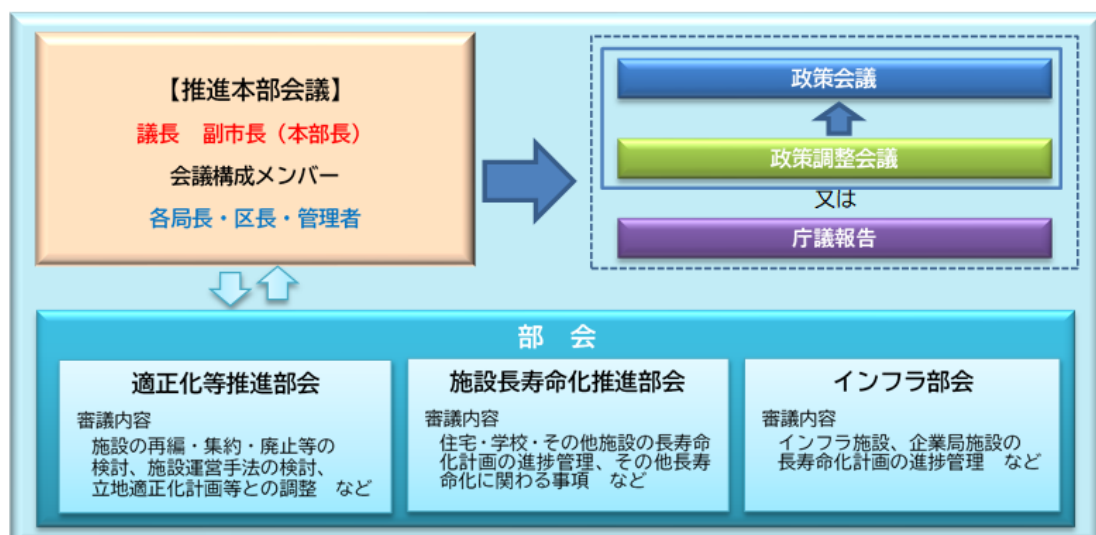 【推進本部会議】
議長　副市長（本部長）
会議構成メンバー
各局長・区長・管理者
政策会議
政策調整会議
又は
庁議報告
部　会
適正化等推進部会
審議内容
施設の再編・集約・廃止等の
検討、施設運営手法の検討、
立地適正化計画等との調整　など
施設長寿命化推進部会
審議内容
住宅・学校・その他施設の長寿命
化計画の進捗管理、その他長寿
命化に関わる事項　など
インフラ部会
審議内容
インフラ施設、企業局施設の
長寿命化計画の進捗管理　など